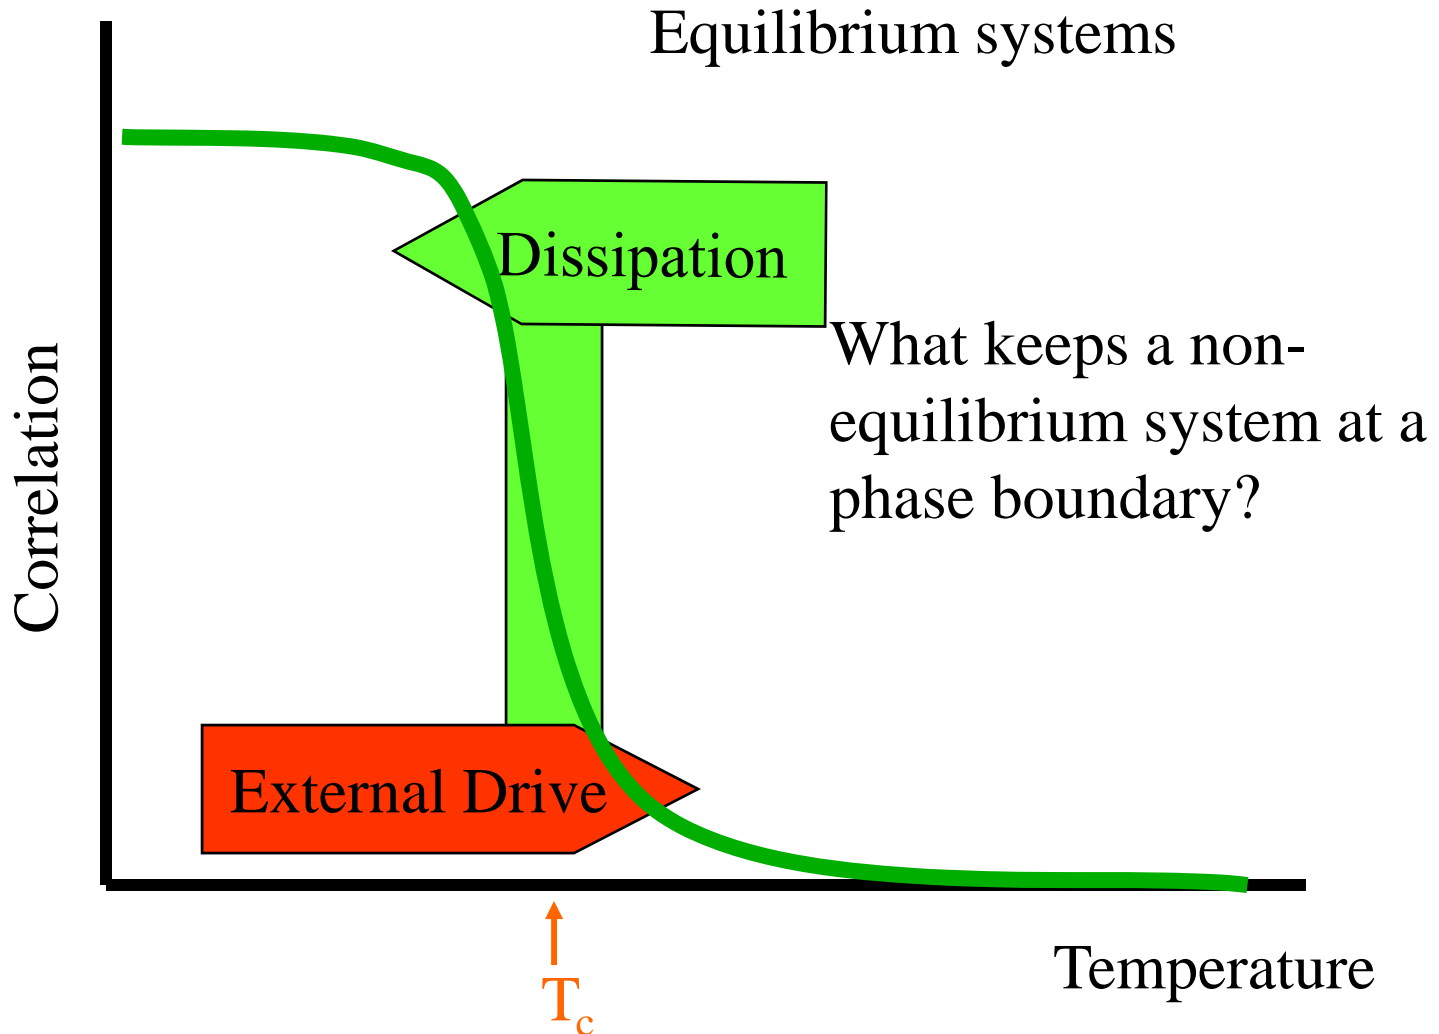 Equilibrium systems
Dissipation
What keeps a non-
equilibrium system at a
phase boundary?
Correlation
External Drive
Temperature
Tc